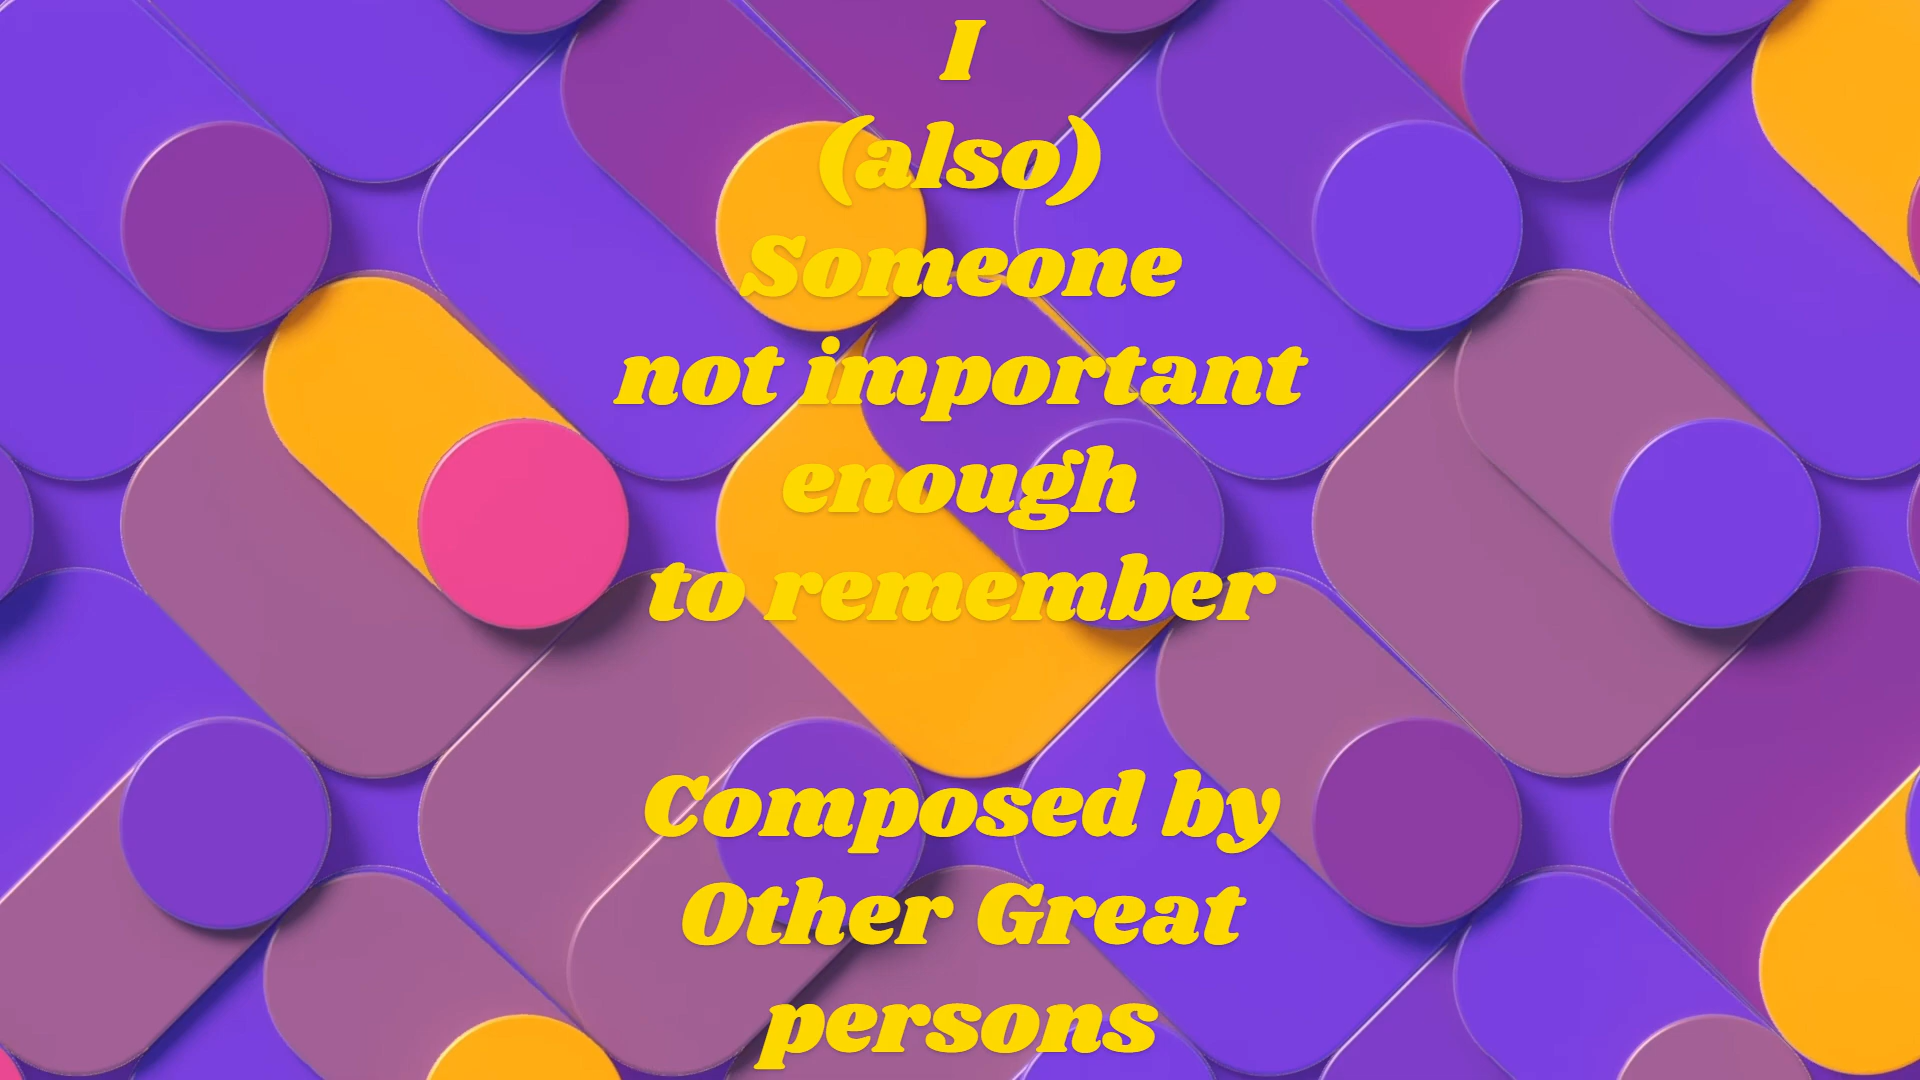 I
(also)
Someone
not important
enough
to remember
Composed by
Other Great
persons